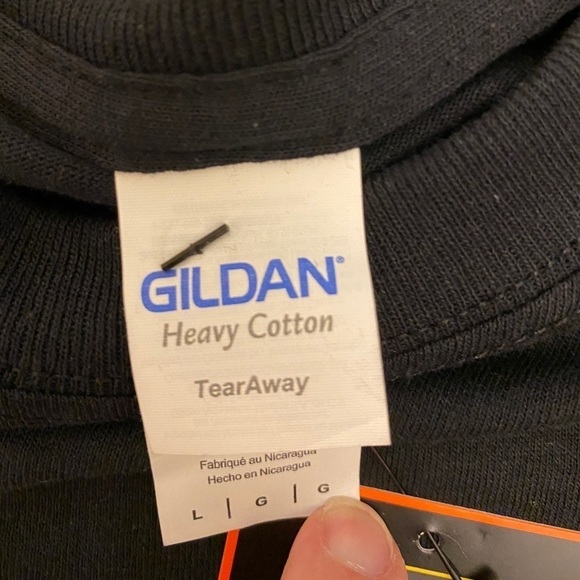 GILDAN®
Heavy Cotton
TearAway
Fabriqué au Nicaragua
Hecho en Nicaragua
L | G | G